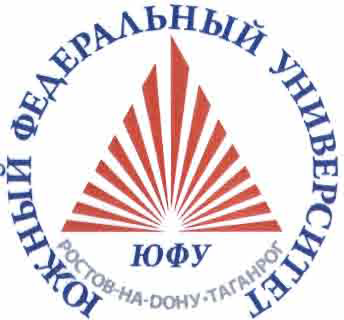 ЮЖНЫЙ ФЕДЕРАЛЬНЫЙ УНИВЕРСИТЕТ
ЮФУ
РОСТОВ-НА-ДОНУ·ТАГАНРОГ